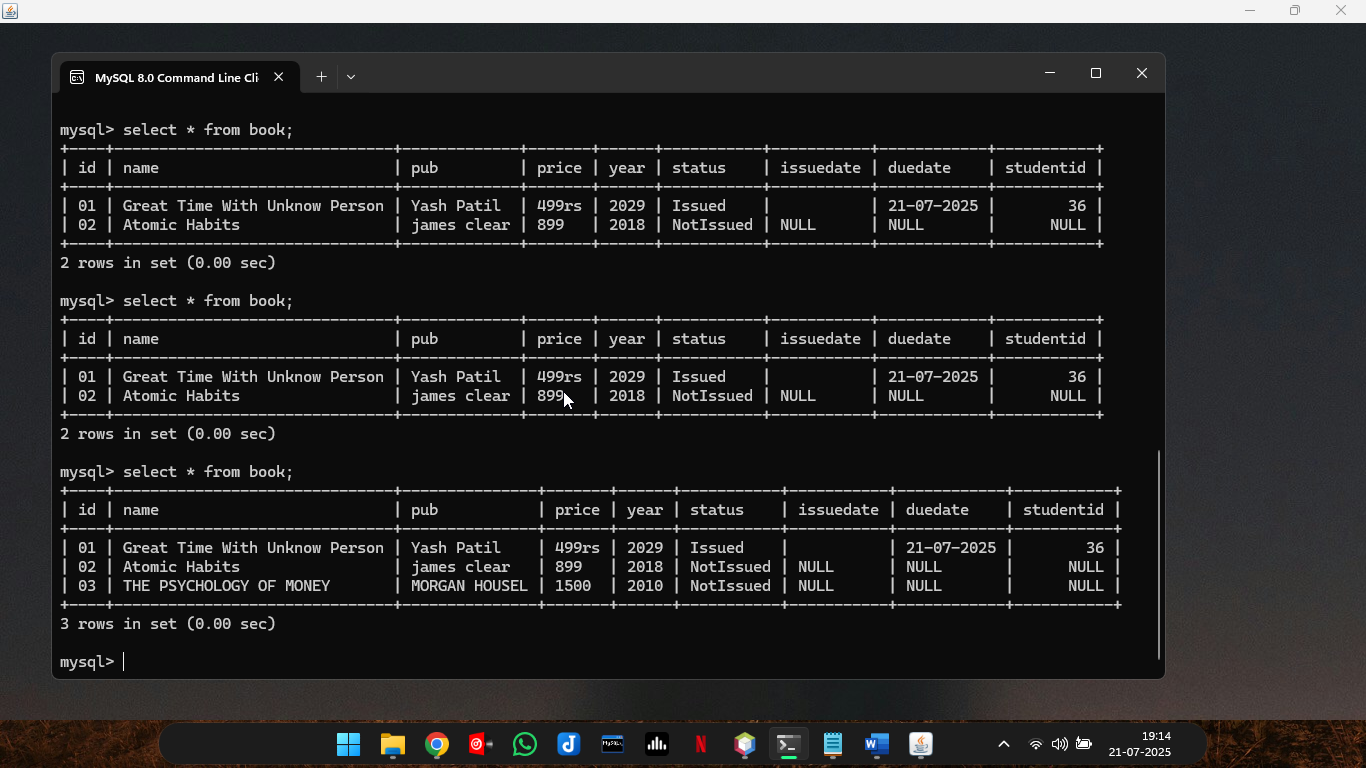 MySQL 8.0 Command Line Cli
mysql> select * from book;
| id | name | pub | price | year | status | issuedate | duedate | studentid |
| 01 | Great Time With Unknow Person | Yash Patil | 499rs | 2029 | Issued | | 21-07-2025 | 36 |
| 02 | Atomic Habits | james clear | 899 | 2018 | NotIssued | NULL | NULL | NULL |
2 rows in set (0.00 sec)
mysql> select * from book;
| id | name | pub | price | year | status | issuedate | duedate | studentid |
| 01 | Great Time With Unknow Person | Yash Patil | 499rs | 2029 | Issued | | 21-07-2025 | 36 |
| 02 | Atomic Habits | james clear | 899 | 2018 | NotIssued | NULL | NULL | NULL |
2 rows in set (0.00 sec)
mysql> select * from book;
| id | name | pub | price | year | status | issuedate | duedate | studentid |
| 01 | Great Time With Unknow Person | Yash Patil | 499rs | 2029 | Issued | | 21-07-2025 | 36 |
| 02 | Atomic Habits | james clear | 899 | 2018 | NotIssued | NULL | NULL | NULL |
| 03 | THE PSYCHOLOGY OF MONEY | MORGAN HOUSEL | 1500 | 2010 | NotIssued | NULL | NULL | NULL |
3 rows in set (0.00 sec)
mysql>
MySQL
19:14
21-07-2025